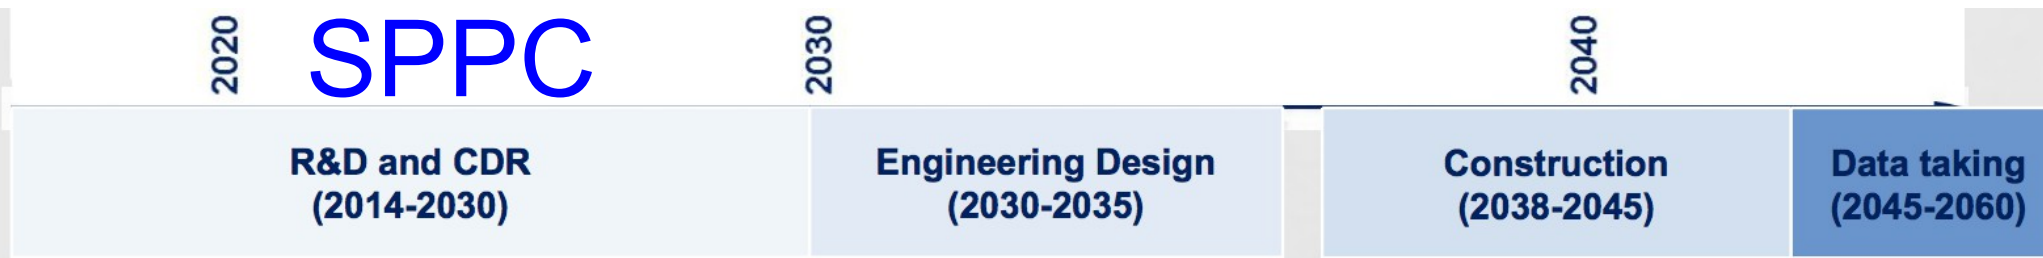 2020
SPPC
2030
2040
R&D and CDR
(2014-2030)
Engineering Design
(2030-2035)
Construction
(2038-2045)
Data taking
(2045-2060)